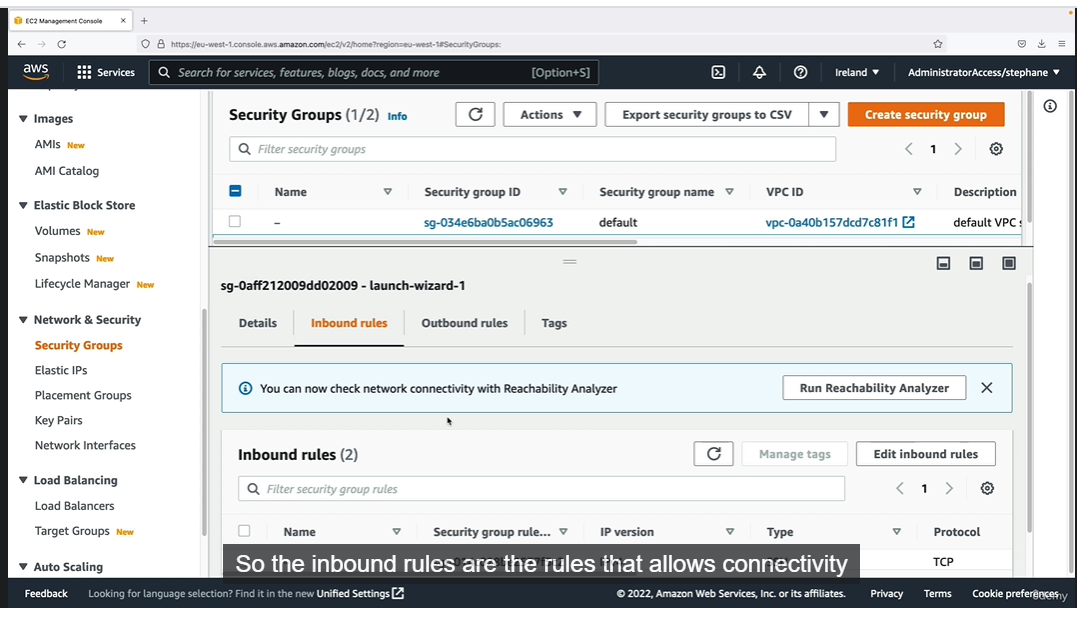 EC2 Management Console
https://eu-west-1.console.aws.amazon.com/ec2/v2/home?region=eu-west-1#SecurityGroups:
aws Services Search for services, features, blogs, docs, and more [Option+S] Ireland ▼ AdministratorAccess/stephane ▼
Images
AMIs New
AMI Catalog
Elastic Block Store
Volumes New
Snapshots New
Lifecycle Manager New
Network & Security
Security Groups
Elastic IPs
Placement Groups
Key Pairs
Network Interfaces
Load Balancing
Load Balancers
Target Groups New
Auto Scaling
Security Groups (1/2) Info Actions Export security groups to CSV Create security group
Filter security groups 1
Name Security group ID Security group name VPC ID Description
– sg-034e6ba0b5ac06963 default vpc-0a40b157dcd7c81f1 default VPC s
sg-0aff212009dd02009 - launch-wizard-1
Details Inbound rules Outbound rules Tags
You can now check network connectivity with Reachability Analyzer Run Reachability Analyzer
Inbound rules (2) Manage tags Edit inbound rules
Filter security group rules 1
Name Security group rule... IP version Type Protocol
TCP
So the inbound rules are the rules that allows connectivity
Feedback Looking for language selection? Find it in the new Unified Settings © 2022, Amazon Web Services, Inc. or its affiliates. Privacy Terms Cookie preferences
Udemy